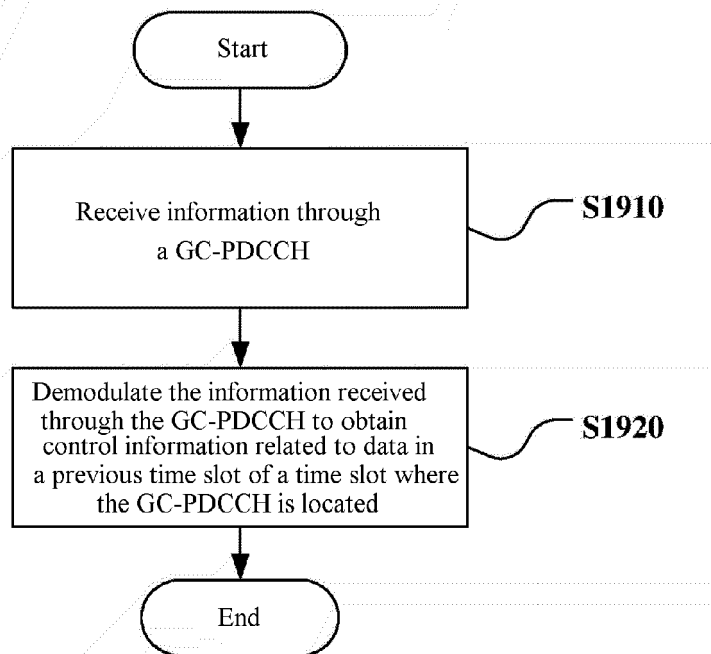 Start
Receive information through
a GC-PDCCH
S1910
Demodulate the information received
through the GC-PDCCH to obtain
control information related to data in
a previous time slot of a time slot where
the GC-PDCCH is located
S1920
End